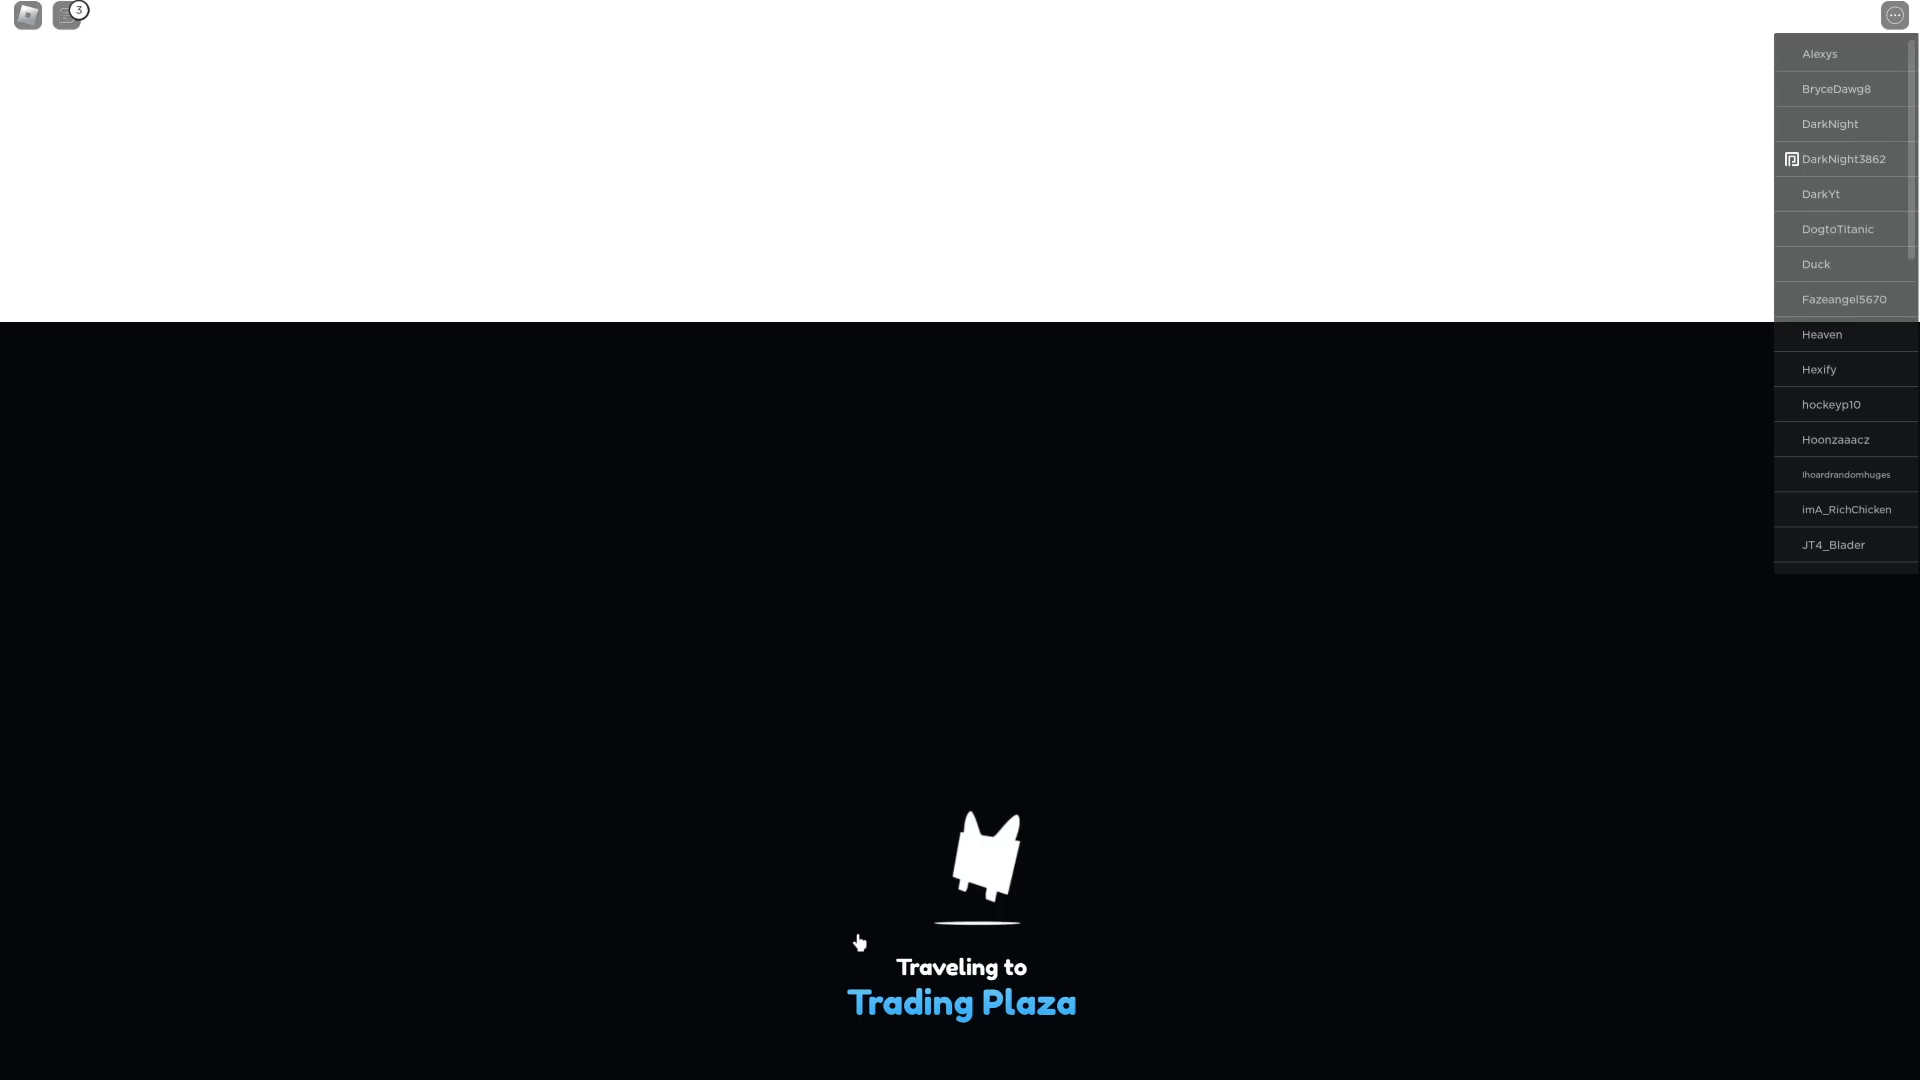 3
Alexys
BryceDawg8
DarkNight
DarkNight3862
DarkYt
DogtoTitanic
Duck
Fazeangel5670
Heaven
Hexify
hockeyp10
Hoonzaaacz
Ihoardrandomhuges
imA_RichChicken
JT4_Blader
Traveling to
Trading Plaza